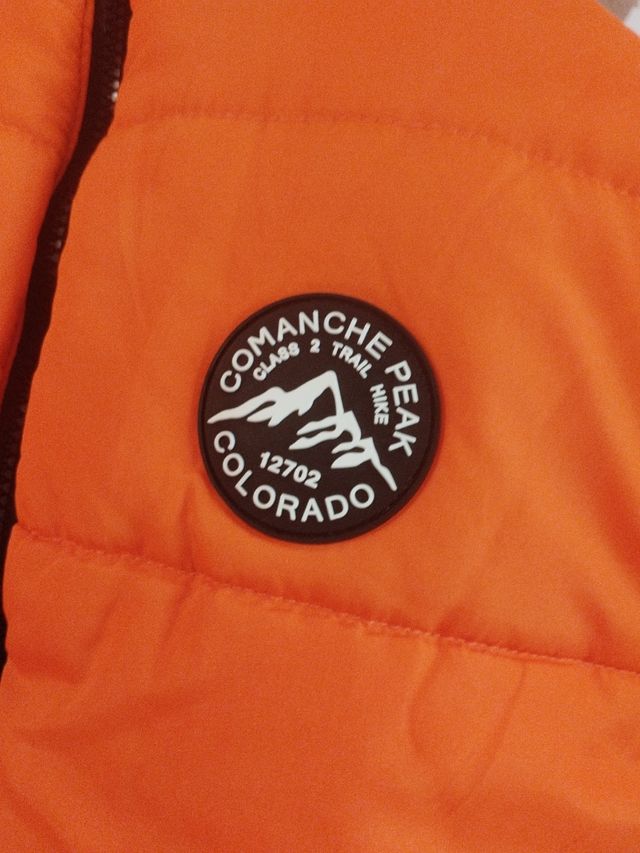 COMANCHE PEAK
CLASS 2 TRAIL HIKE
12702
COLORADO